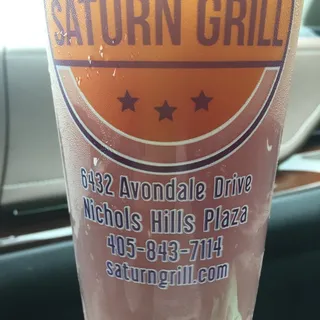 SATURN GRILL
6432 Avondale Drive
Nichols Hills Plaza
405-843-7114
saturngrill.com